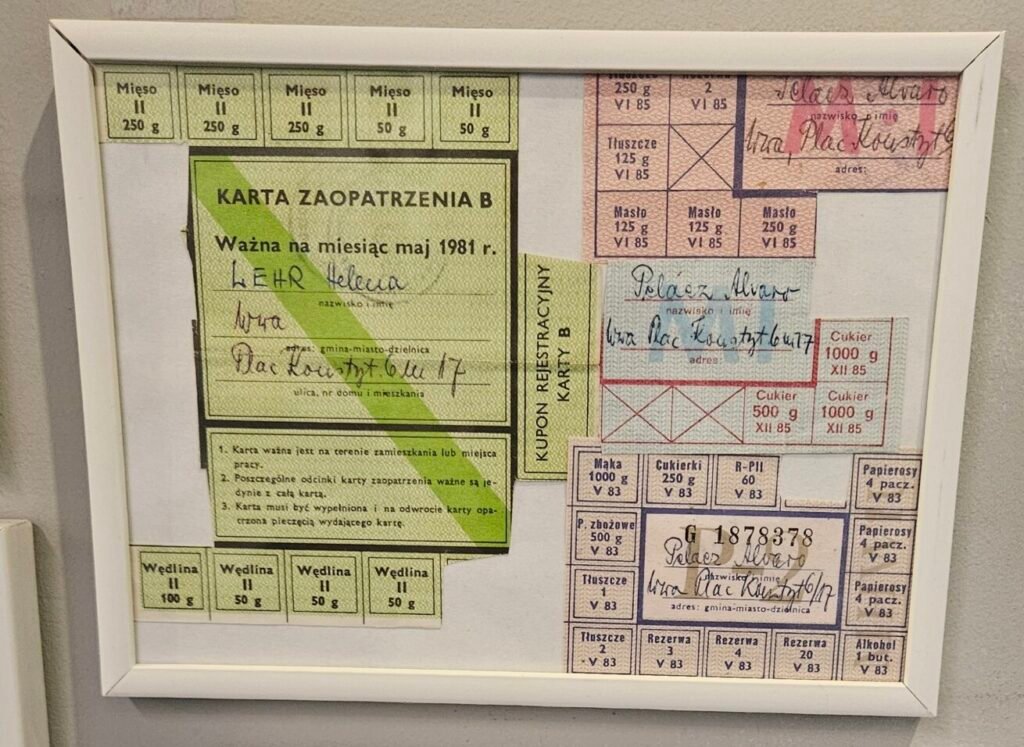 Mięso
II
250 g
Mięso
II
250 g
Mięso
II
250 g
Mięso
II
50 g
Mięso
II
50 g
KARTA ZAOPATRZENIA B
Ważna na miesiąc maj 1981 r.
LEHR Helena
nazwisko i imię
Wwa
adres: gmina-miasto-dzielnica
Plac Konstyt 6 m 17
ulica, nr domu i mieszkania
1. Karta ważna jest na terenie zamieszkania lub miejsca
pracy.
2. Poszczególne odcinki karty zaopatrzenia ważne są je-
dynie z całą kartą.
3. Karta musi być wypełniona i na odwrocie karty opa-
trzona pieczęcią wydającego kartę.
Wędlina
II
100 g
Wędlina
II
50 g
Wędlina
II
50 g
Wędlina
II
50 g
KUPON REJESTRACYJNY
KARTY B
Tłuszcze
250 g
VI 85
Rezerwa
2
VI 85
Tłuszcze
125 g
VI 85
Masło
125 g
VI 85
Masło
125 g
VI 85
Masło
250 g
VI 85
Pelaez Alvaro
nazwisko i imię
Wwa, Plac Konstyt 6
adres:
Peláez Alvaro
nazwisko i imię
Wwa Plac Konstyt 6 m 17
adres:
Cukier
1000 g
XII 85
Cukier
500 g
XII 85
Cukier
1000 g
XII 85
Mąka
1000 g
V 83
Cukierki
250 g
V 83
R-PII
60
V 83
Papierosy
4 pacz.
V 83
P. zbożowe
500 g
V 83
G 1878378
Peláez Alvaro
nazwisko i imię
Wwa Plac Konstyt 6/17
adres: gmina-miasto-dzielnica
Papierosy
4 pacz.
V 83
Tłuszcze
1
V 83
Papierosy
4 pacz.
V 83
Tłuszcze
2
V 83
Rezerwa
3
V 83
Rezerwa
4
V 83
Rezerwa
20
V 83
Alkohol
1 but.
V 83